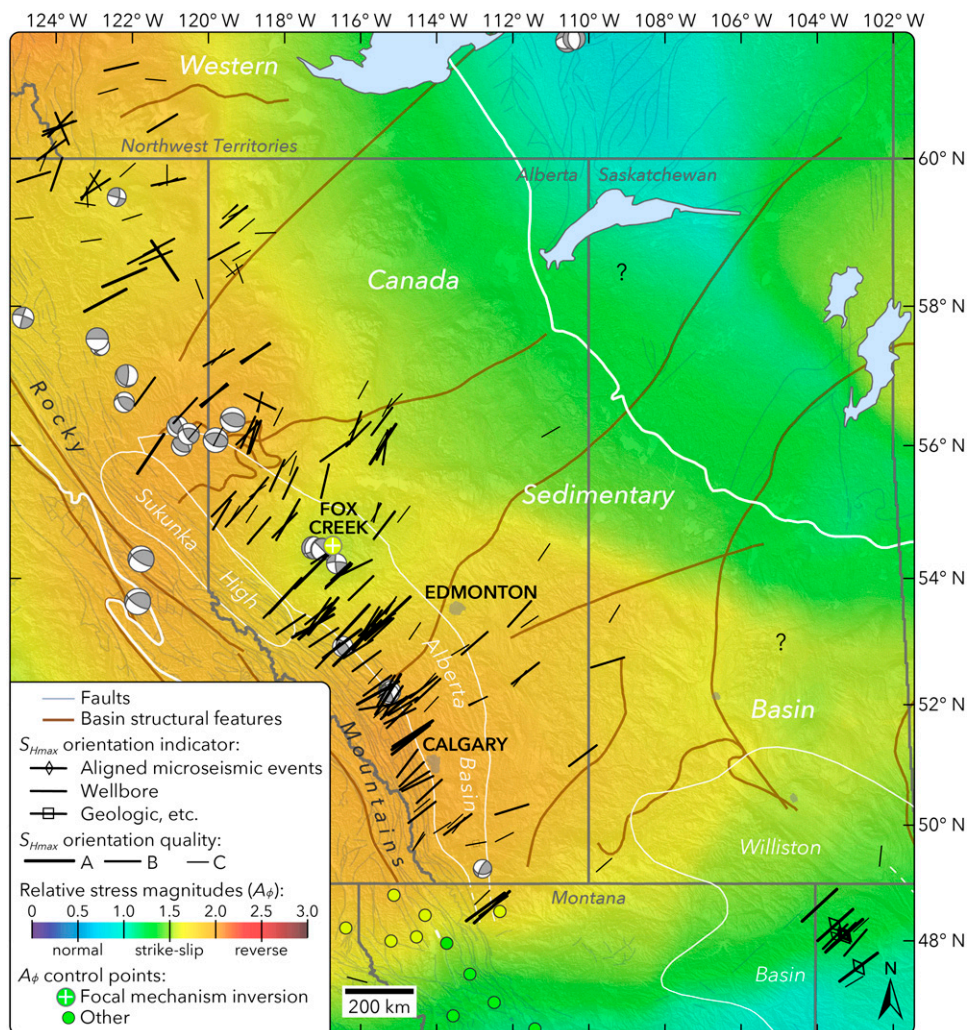 124° W 120° W 118° W 116° W 114° W 112° W 110° W 108° W 106° W 104° W 102° W
Western
Northwest Territories
60° N
Alberta Saskatchewan
Canada
?
58° N
Rocky
56° N
Sedimentary
FOX
CREEK
Sukunka
High
54° N
EDMONTON
Alberta
?
52° N
Basin
Mountains
CALGARY
Basin
50° N
Williston
Montana
48° N
Basin
N
200 km
Faults
Basin structural features
SHmax orientation indicator:
Aligned microseismic events
Wellbore
Geologic, etc.
SHmax orientation quality:
A B C
Relative stress magnitudes (Aϕ):
0 0.5 1.0 1.5 2.0 2.5 3.0
normal strike-slip reverse
Aϕ control points:
Focal mechanism inversion
Other